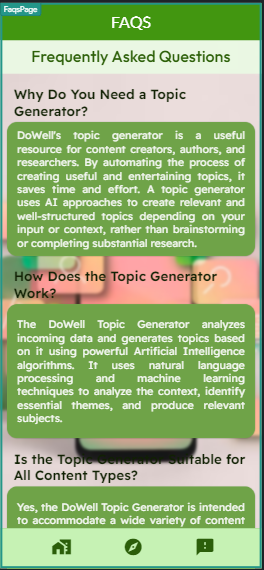 FaqsPage
FAQS
Frequently Asked Questions
Why Do You Need a Topic
Generator?
DoWell's topic generator is a useful
resource for content creators, authors, and
researchers. By automating the process of
creating useful and entertaining topics, it
saves time and effort. A topic generator
uses AI approaches to create relevant and
well-structured topics depending on your
input or context, rather than brainstorming
or completing substantial research.
How Does the Topic Generator
Work?
The DoWell Topic Generator analyzes
incoming data and generates topics based
on it using powerful Artificial Intelligence
algorithms. It uses natural language
processing and machine learning
techniques to analyze the context, identify
essential themes, and produce relevant
subjects.
Is the Topic Generator Suitable for
All Content Types?
Yes, the DoWell Topic Generator is intended
to accommodate a wide variety of content